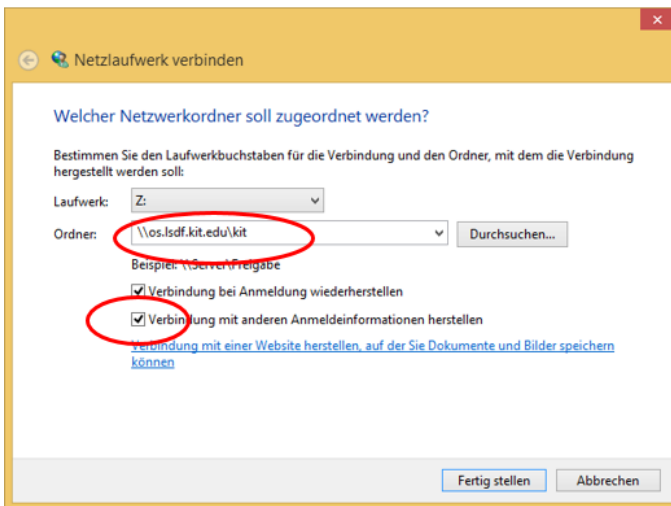 Netzlaufwerk verbinden
Welcher Netzwerkordner soll zugeordnet werden?
Bestimmen Sie den Laufwerkbuchstaben für die Verbindung und den Ordner, mit dem die Verbindung
hergestellt werden soll:
Laufwerk: Z:
Ordner: \\os.lsdf.kit.edu\kit Durchsuchen...
Beispiel: \\Server\Freigabe
Verbindung bei Anmeldung wiederherstellen
Verbindung mit anderen Anmeldeinformationen herstellen
Verbindung mit einer Website herstellen, auf der Sie Dokumente und Bilder speichern
können
Fertig stellen Abbrechen